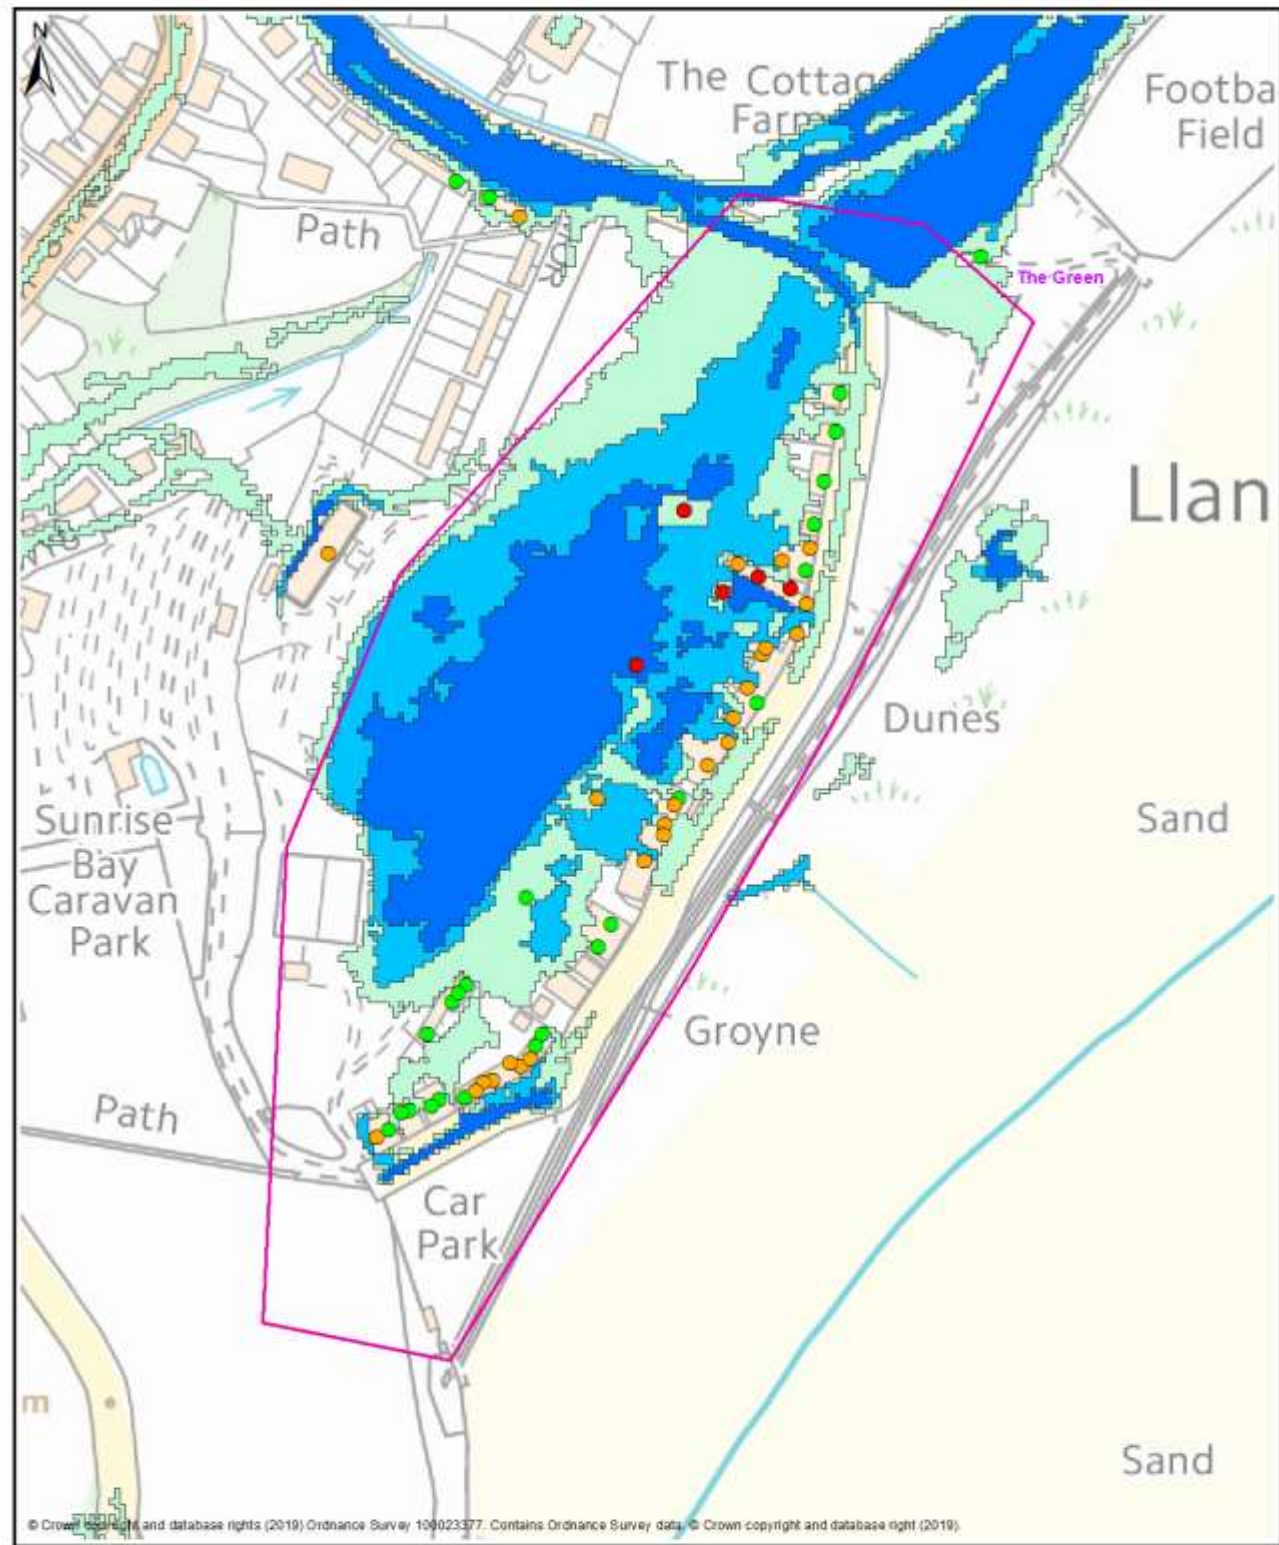 N
The Cottag
Farm
Footba
Field
Path
The Green
Llan
Dunes
Sunrise
Bay
Caravan
Park
Sand
Groyne
Path
Car
Park
m
Sand
© Crown copyright and database rights (2019) Ordnance Survey 100023377. Contains Ordnance Survey data. © Crown copyright and database right (2019).